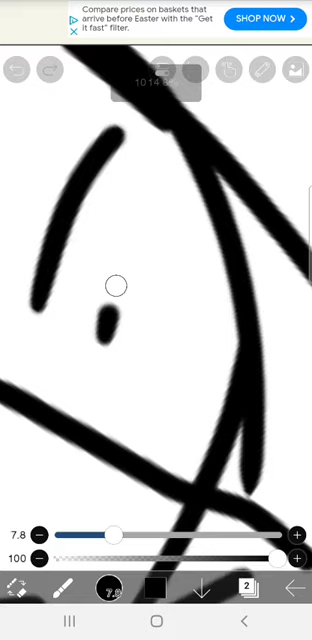 Compare prices on baskets that
arrive before Easter with the "Get
it fast" filter.
SHOP NOW
7.8
100
7.8
2